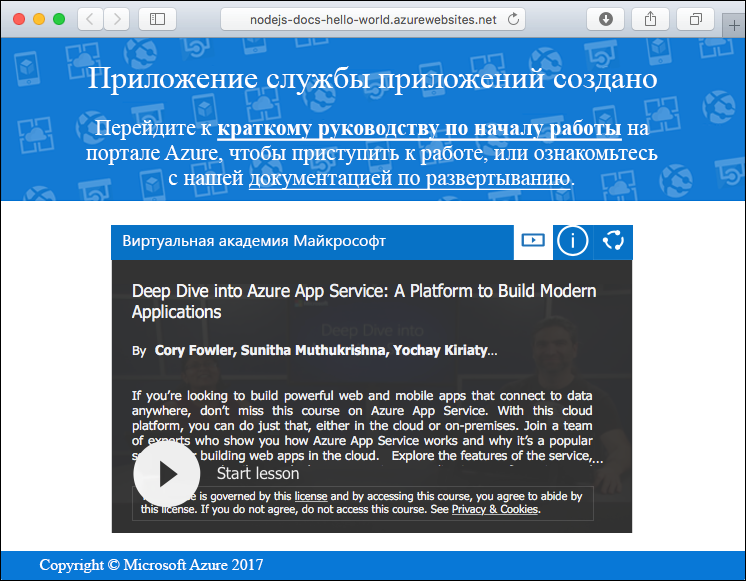 nodejs-docs-hello-world.azurewebsites.net
Приложение службы приложений создано
Перейдите к краткому руководству по началу работы на
портале Azure, чтобы приступить к работе, или ознакомьтесь
с нашей документацией по развертыванию.
Виртуальная академия Майкрософт
Deep Dive into Azure App Service: A Platform to Build Modern
Applications
Deep Dive into
By Cory Fowler, Sunitha Muthukrishna, Yochay Kiriaty...
If you’re looking to build powerful web and mobile apps that connect to data
anywhere, don’t miss this course on Azure App Service. With this cloud
platform, you can do just that, either in the cloud or on-premises. Join a team
of experts who show you how Azure App Service works and why it’s a popular
building web apps in the cloud. Explore the features of the service,...
Start lesson
is governed by this license and by accessing this course, you agree to abide by
this license. If you do not agree, do not access this course. See Privacy & Cookies.
Copyright © Microsoft Azure 2017